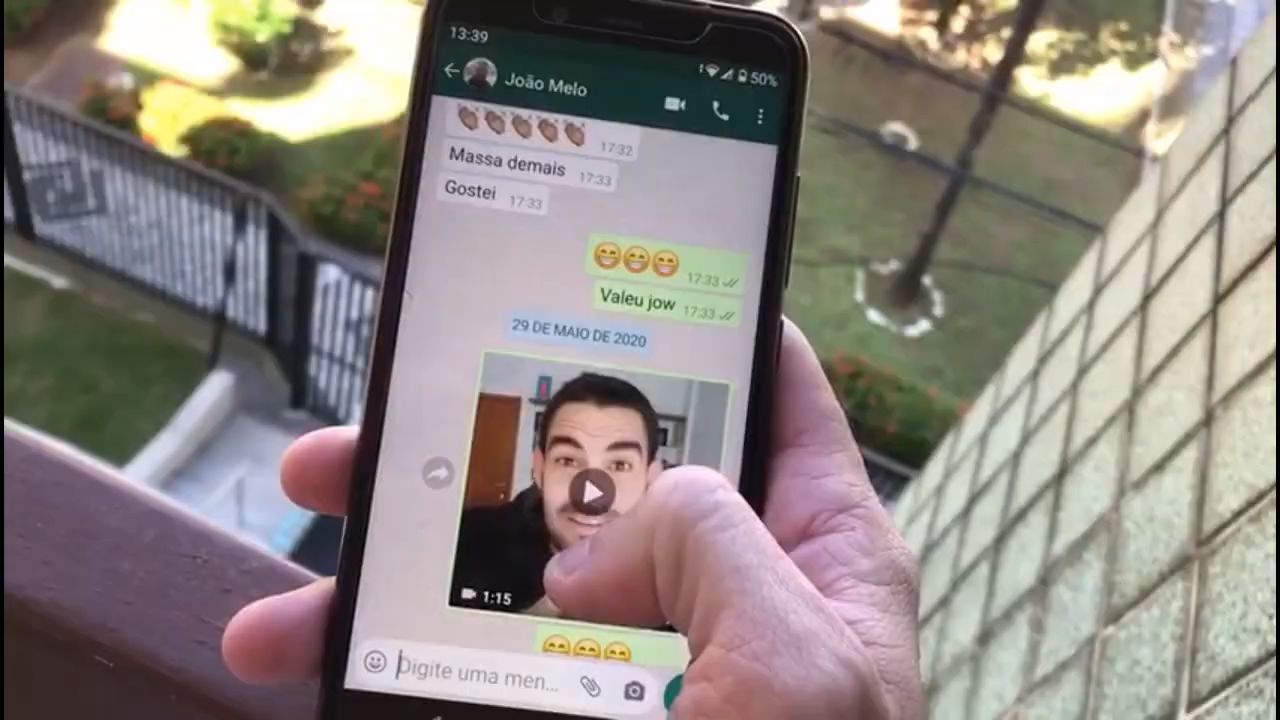 13:39
50%
João Melo
17:32
Massa demais 17:33
Gostei 17:33
17:33
Valeu jow 17:33
29 DE MAIO DE 2020
1:15
Digite uma men...